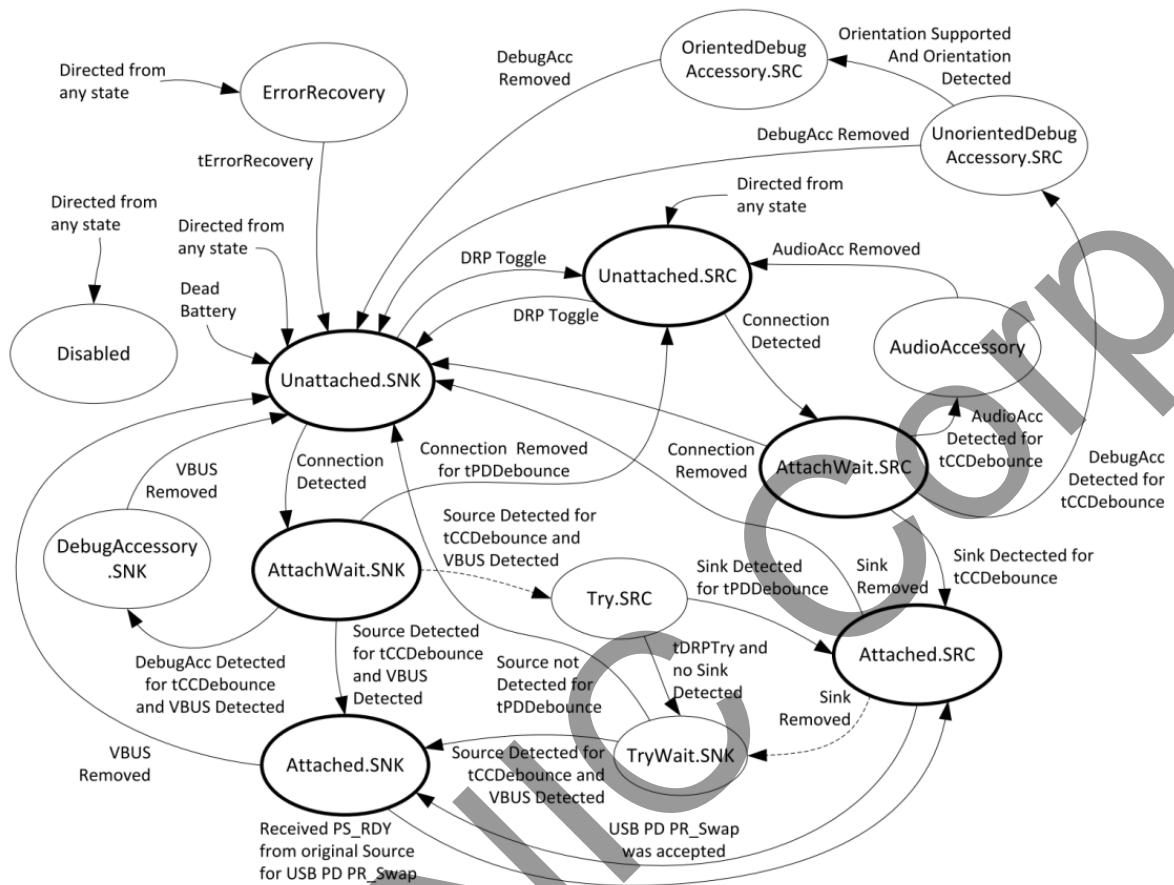 Directed from
any state
ErrorRecovery
tErrorRecovery
DebugAcc
Removed
OrientedDebug
Accessory.SRC
Orientation Supported
And Orientation
Detected
UnorientedDebug
Accessory.SRC
DebugAcc Removed
Directed from
any state
Directed from
any state
Directed from
any state
Dead
Battery
Disabled
DRP Toggle
Unattached.SRC
DRP Toggle
AudioAcc Removed
Connection
Detected
AudioAccessory
Unattached.SNK
AudioAcc
Detected for
tCCDebounce
DebugAcc
Detected for
tCCDebounce
VBUS
Removed
Connection
Detected
Connection Removed
for tPDDebounce
Connection
Removed
AttachWait.SRC
DebugAccessory
.SNK
AttachWait.SNK
Source Detected for
tCCDebounce and
VBUS Detected
Try.SRC
Sink Detected
for tPDDebounce
Sink
Removed
Sink Dectected for
tCCDebounce
DebugAcc Detected
for tCCDebounce
and VBUS Detected
Source Detected
for tCCDebounce
and VBUS
Detected
Source not
Detected for
tPDDebounce
tDRPTry and
no Sink
Detected
Attached.SRC
Sink
Removed
VBUS
Removed
Attached.SNK
Source Detected for
tCCDebounce and
VBUS Detected
TryWait.SNK
Received PS_RDY
from original Source
for USB PD PR_Swap
USB PD PR_Swap
was accepted
Corp